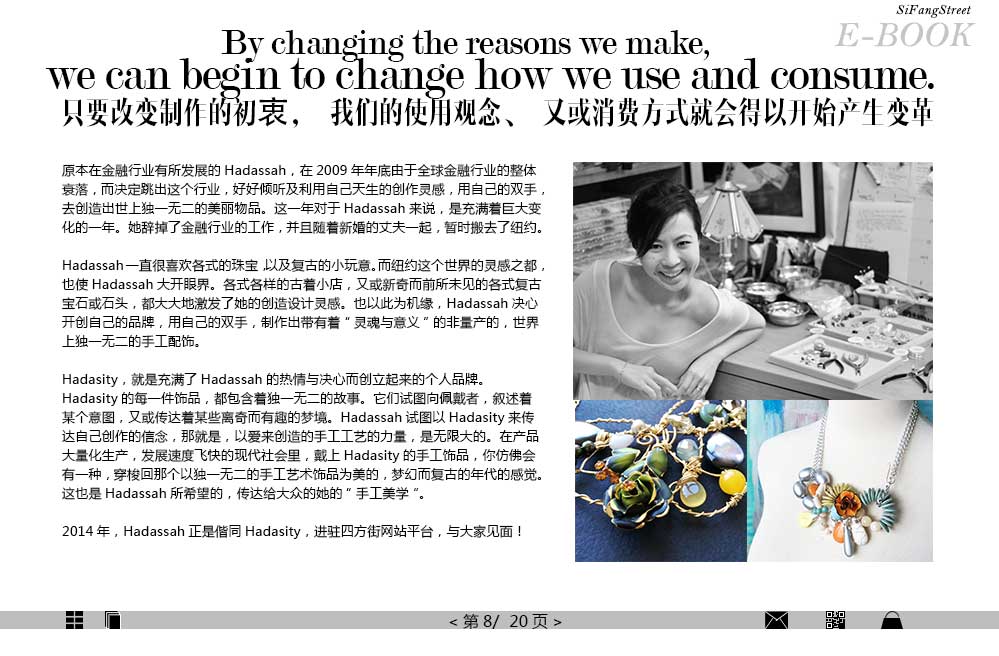 SiFangStreet
E-BOOK
By changing the reasons we make,
we can begin to change how we use and consume.
只要改变制作的初衷， 我们的使用观念、 又或消费方式就会得以开始产生变革
原本在金融行业有所发展的 Hadassah，在 2009 年年底由于全球金融行业的整体
衰落，而决定跳出这个行业，好好倾听及利用自己天生的创作灵感，用自己的双手，
去创造出世上独一无二的美丽物品。这一年对于 Hadassah 来说，是充满着巨大变
化的一年。她辞掉了金融行业的工作，并且随着新婚的丈夫一起，暂时搬去了纽约。
Hadassah 一直很喜欢各式的珠宝，以及复古的小玩意。而纽约这个世界的灵感之都，
也使 Hadassah 大开眼界。各式各样的古着小店，又或新奇而前所未见的各式复古
宝石或石头，都大大地激发了她的创造设计灵感。也以此为机缘，Hadassah 决心
开创自己的品牌，用自己的双手，制作出带有着 “ 灵魂与意义 ” 的非量产的，世界
上独一无二的手工配饰。
Hadasity，就是充满了 Hadassah 的热情与决心而创立起来的个人品牌。
Hadasity 的每一件饰品，都包含着独一无二的故事。它们试图向佩戴者，叙述着
某个意图，又或传达着某些离奇而有趣的梦境。Hadassah 试图以 Hadasity 来传
达自己创作的信念，那就是，以爱来创造的手工工艺的力量，是无限大的。在产品
大量化生产，发展速度飞快的现代社会里，戴上 Hadasity 的手工饰品，你仿佛会
有一种，穿梭回那个以独一无二的手工艺术饰品为美的，梦幻而复古的年代的感觉。
这也是 Hadassah 所希望的，传达给大众的她的 “ 手工美学 ”。
2014 年，Hadassah 正是偕同 Hadasity，进驻四方街网站平台，与大家见面！
< 第 8/ 20 页 >